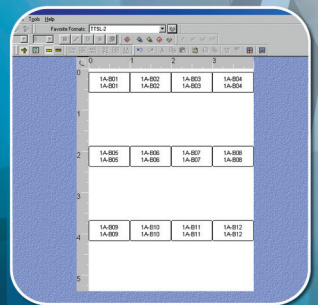 Tools Help
Favorite Formats: TTSL-2
0 1 2 3
0
1A-B01 1A-B02 1A-B03 1A-B04
1A-B01 1A-B02 1A-B03 1A-B04
1
1A-B05 1A-B06 1A-B07 1A-B08
2
1A-B05 1A-B06 1A-B07 1A-B08
3
1A-B09 1A-B10 1A-B11 1A-B12
1A-B09 1A-B10 1A-B11 1A-B12
4
5